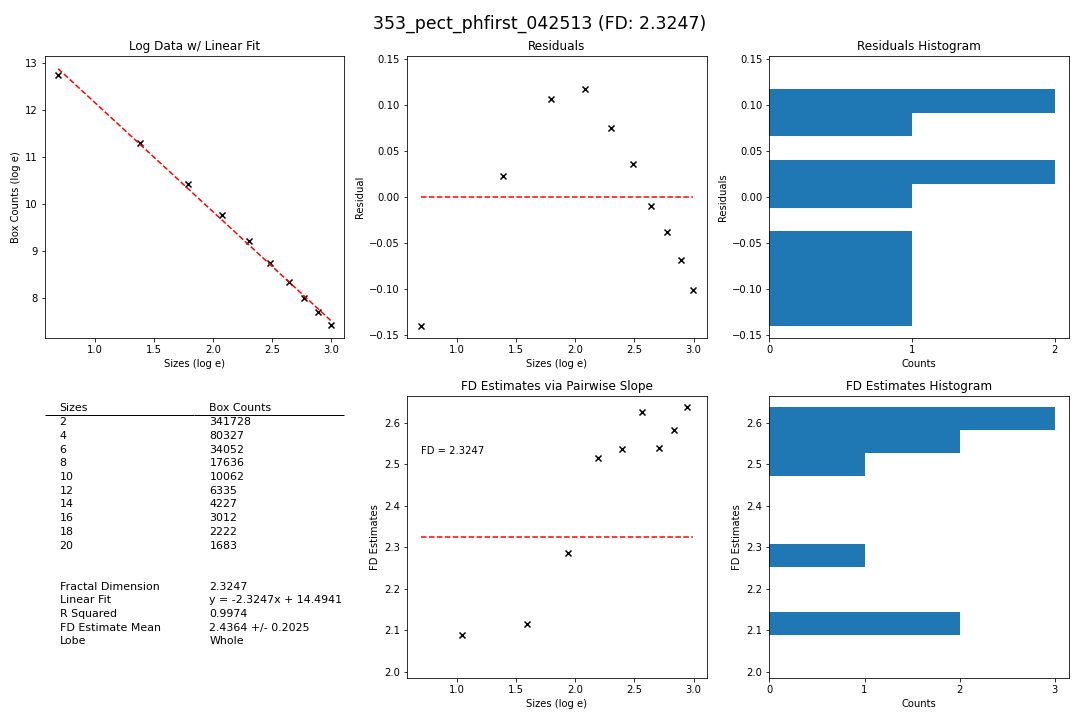 353_pect_phfirst_042513 (FD: 2.3247)
Log Data w/ Linear Fit
13
12
11
10
9
8
Box Counts (log e)
1.0 1.5 2.0 2.5 3.0
Sizes (log e)
Residuals
0.15
0.10
0.05
0.00
−0.05
−0.10
−0.15
Residual
1.0 1.5 2.0 2.5 3.0
Sizes (log e)
Residuals Histogram
0.15
0.10
0.05
0.00
−0.05
−0.10
−0.15
Residuals
0 1 2
Counts
Sizes Box Counts
2 341728
4 80327
6 34052
8 17636
10 10062
12 6335
14 4227
16 3012
18 2222
20 1683
Fractal Dimension 2.3247
Linear Fit y = -2.3247x + 14.4941
R Squared 0.9974
FD Estimate Mean 2.4364 +/- 0.2025
Lobe Whole
FD Estimates via Pairwise Slope
2.6
2.5
2.4
2.3
2.2
2.1
2.0
FD Estimates
FD = 2.3247
1.0 1.5 2.0 2.5 3.0
Sizes (log e)
FD Estimates Histogram
2.6
2.5
2.4
2.3
2.2
2.1
2.0
FD Estimates
0 1 2 3
Counts